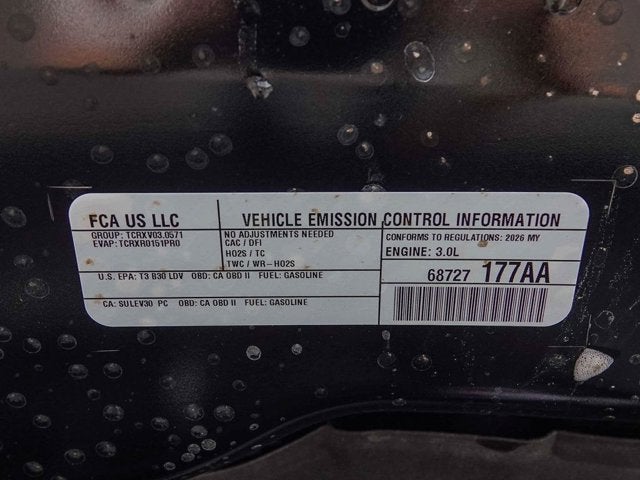 FCA US LLC
GROUP: TCRXV03.0571
EVAP: TCRXR0151PR0
VEHICLE EMISSION CONTROL INFORMATION
NO ADJUSTMENTS NEEDED
CAC / DFI
HO2S / TC
TWC / WR-HO2S
CONFORMS TO REGULATIONS: 2026 MY
ENGINE: 3.0L
U.S. EPA: T3 B30 LDV OBD: CA OBD II FUEL: GASOLINE
68727 177AA
CA: SULEV30 PC OBD: CA OBD II FUEL: GASOLINE